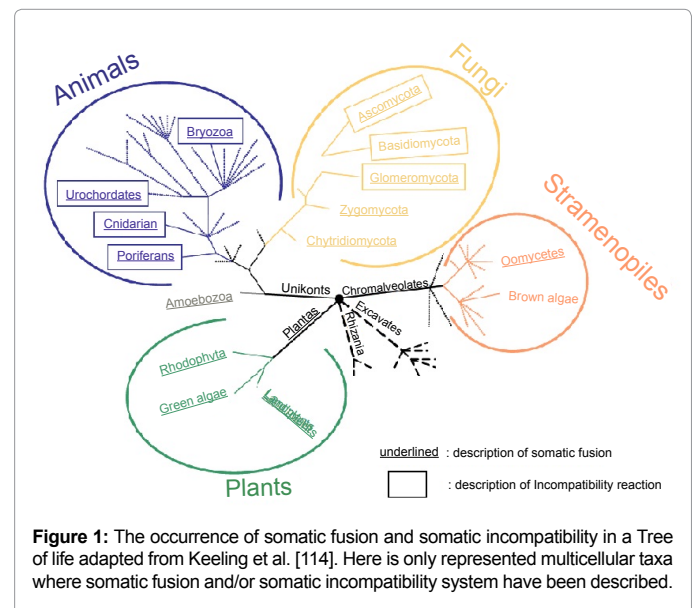 Animals
Fungi
Stramenopiles
Bryozoa
Urochordates
Cnidarian
Poriferans
Ascomycota
Basidiomycota
Glomeromycota
Zygomycota
Chytridiomycota
Oomycetes
Brown algae
Amoebozoa
Unikonts
Chromalveolates
Plantas
Rhizania
Excavates
Rhodophyta
Green algae
Plants
underlined : description of somatic fusion
: description of Incompatibility reaction
Figure 1: The occurrence of somatic fusion and somatic incompatibility in a Tree
of life adapted from Keeling et al. [114]. Here is only represented multicellular taxa
where somatic fusion and/or somatic incompatibility system have been described.